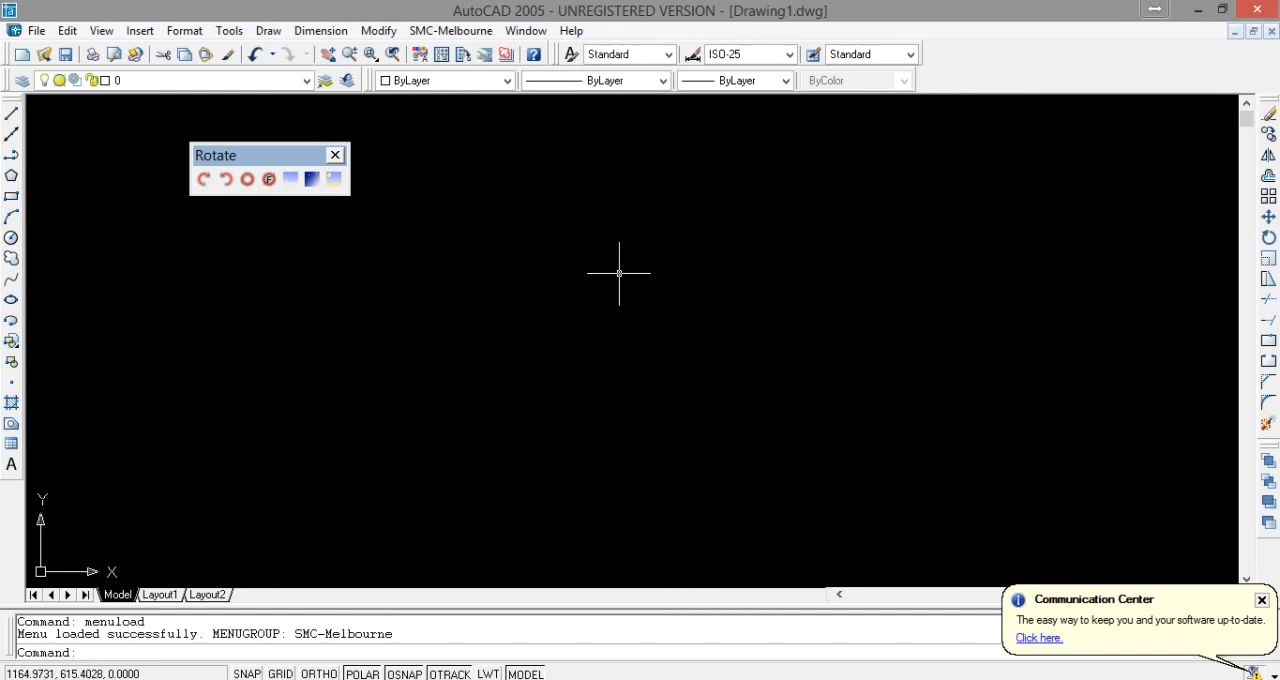 AutoCAD 2005 - UNREGISTERED VERSION - [Drawing1.dwg]
File Edit View Insert Format Tools Draw Dimension Modify SMC-Melbourne Window Help
Standard ISO-25 Standard
0 ByLayer ByLayer ByLayer ByColor
Rotate
F
A
Y
X
Model Layout1 Layout2
Communication Center
The easy way to keep you and your software up-to-date.
Click here.
Command: menuload
Menu loaded successfully. MENUGROUP: SMC-Melbourne
Command:
1164.9731, 615.4028, 0.0000 SNAP GRID ORTHO POLAR OSNAP OTRACK LWT MODEL